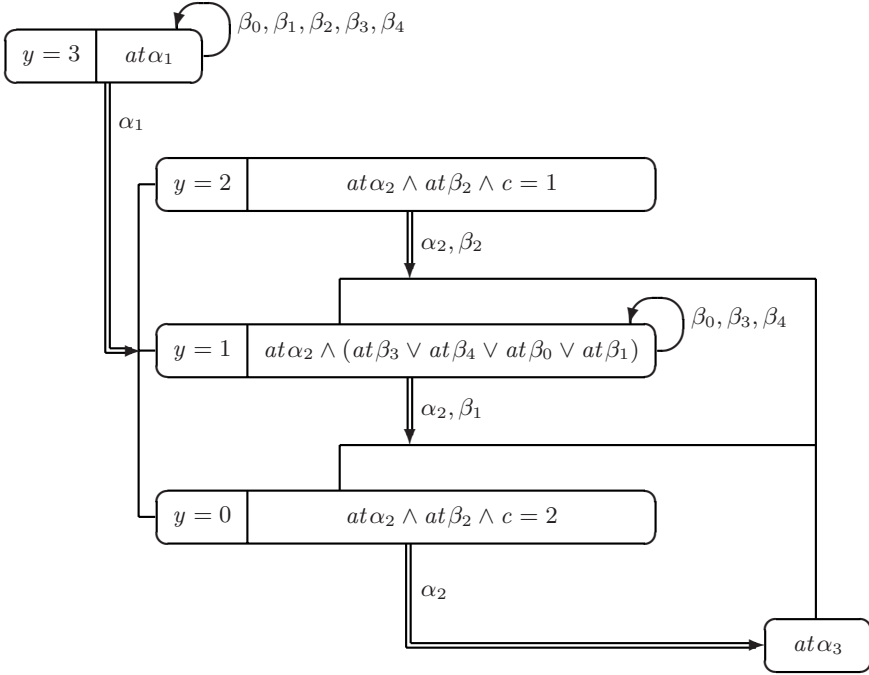 β₀, β₁, β₂, β₃, β₄
y = 3 atα₁
α₁
y = 2 atα₂ ∧ atβ₂ ∧ c = 1
α₂, β₂
β₀, β₃, β₄
y = 1 atα₂ ∧ (atβ₃ ∨ atβ₄ ∨ atβ₀ ∨ atβ₁)
α₂, β₁
y = 0 atα₂ ∧ atβ₂ ∧ c = 2
α₂
atα₃